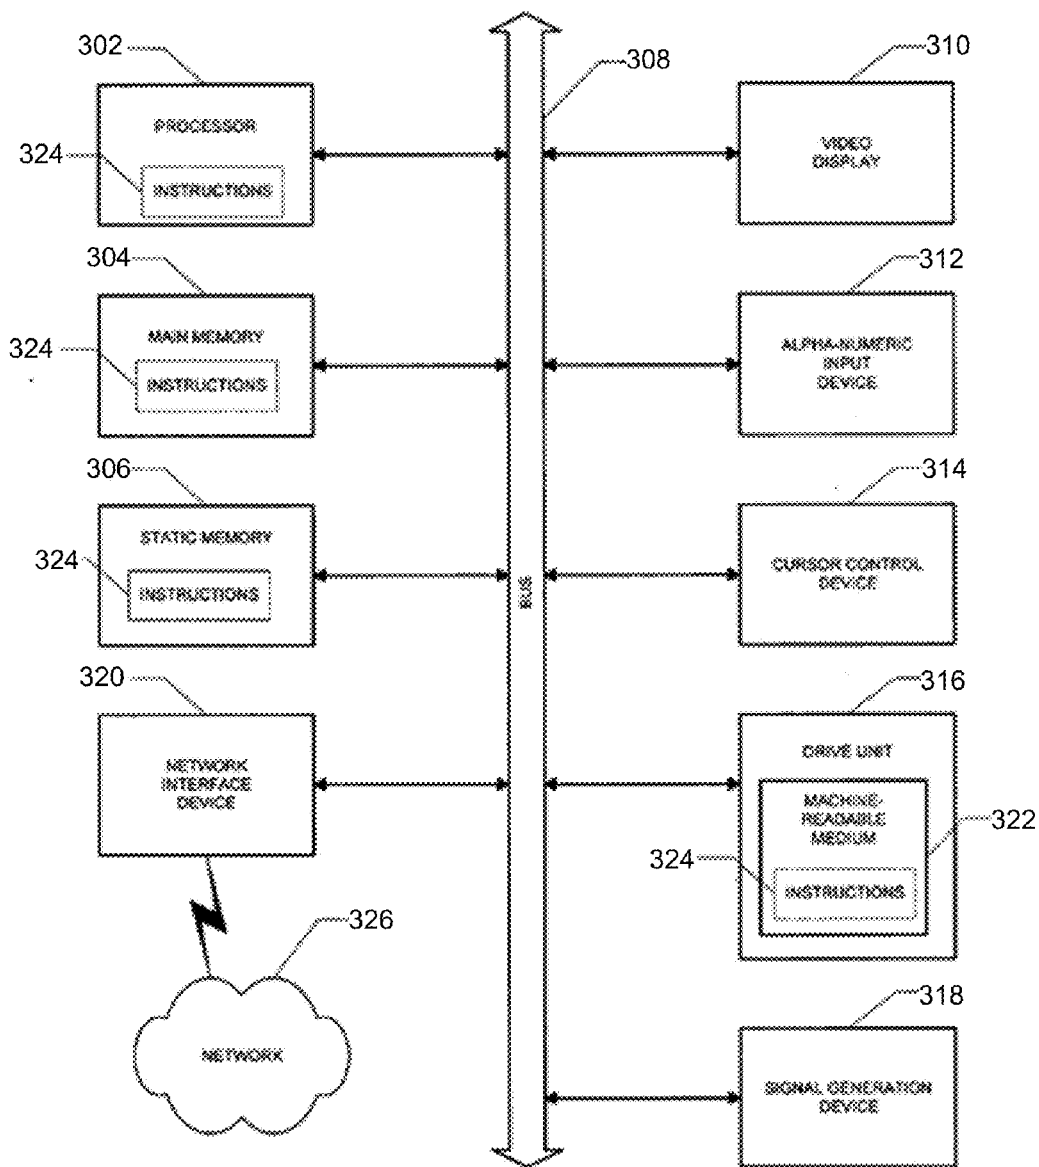 302
PROCESSOR
324
INSTRUCTIONS
304
MAIN MEMORY
324
INSTRUCTIONS
306
STATIC MEMORY
324
INSTRUCTIONS
320
NETWORK
INTERFACE
DEVICE
326
NETWORK
308
BUS
310
VIDEO
DISPLAY
312
ALPHA-NUMERIC
INPUT
DEVICE
314
CURSOR CONTROL
DEVICE
316
DRIVE UNIT
MACHINE-
READABLE
MEDIUM
322
324
INSTRUCTIONS
318
SIGNAL GENERATION
DEVICE